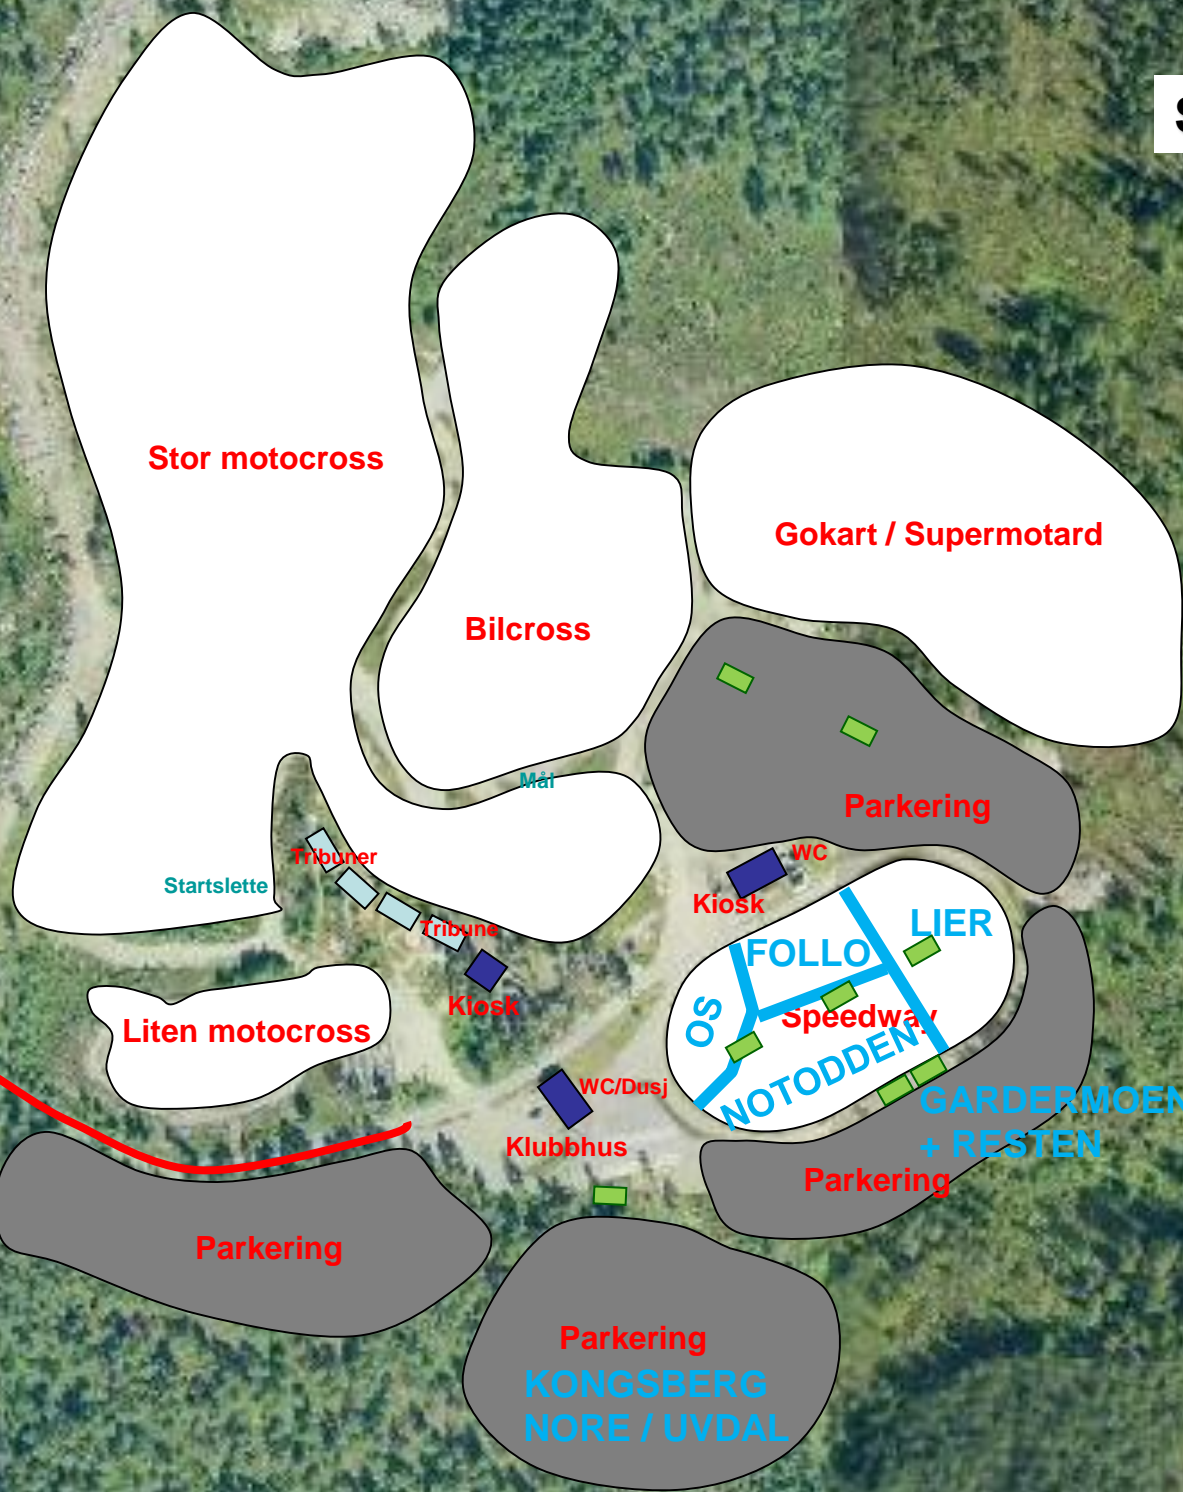 S
Stor motocross
Gokart / Supermotard
Bilcross
Mål
Parkering
Tribuner
WC
Startslette
Kiosk
Tribune
LIER
FOLLO
Kiosk
OS
Speedway
Liten motocross
NOTODDEN
WC/Dusj
GARDERMOEN
+ RESTEN
Klubbhus
Parkering
Parkering
Parkering
KONGSBERG
NORE / UVDAL